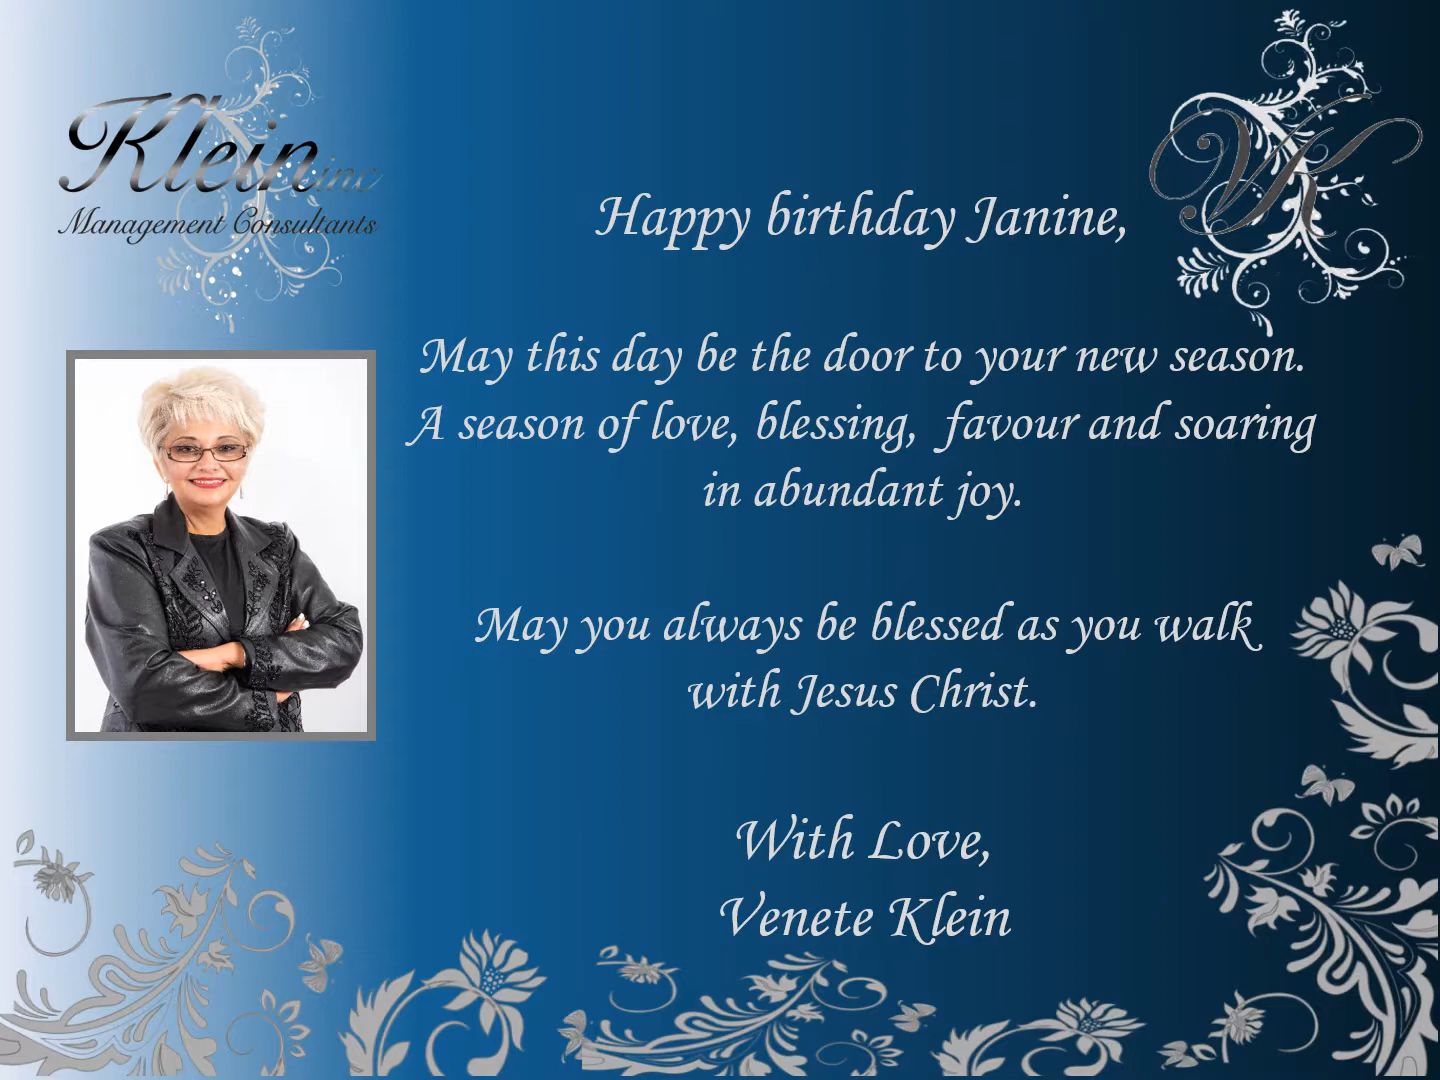 Klein inc
Management Consultants
VK
Happy birthday Janine,
May this day be the door to your new season.
A season of love, blessing,  favour and soaring
in abundant joy.
May you always be blessed as you walk
with Jesus Christ.
With Love,
Venete Klein